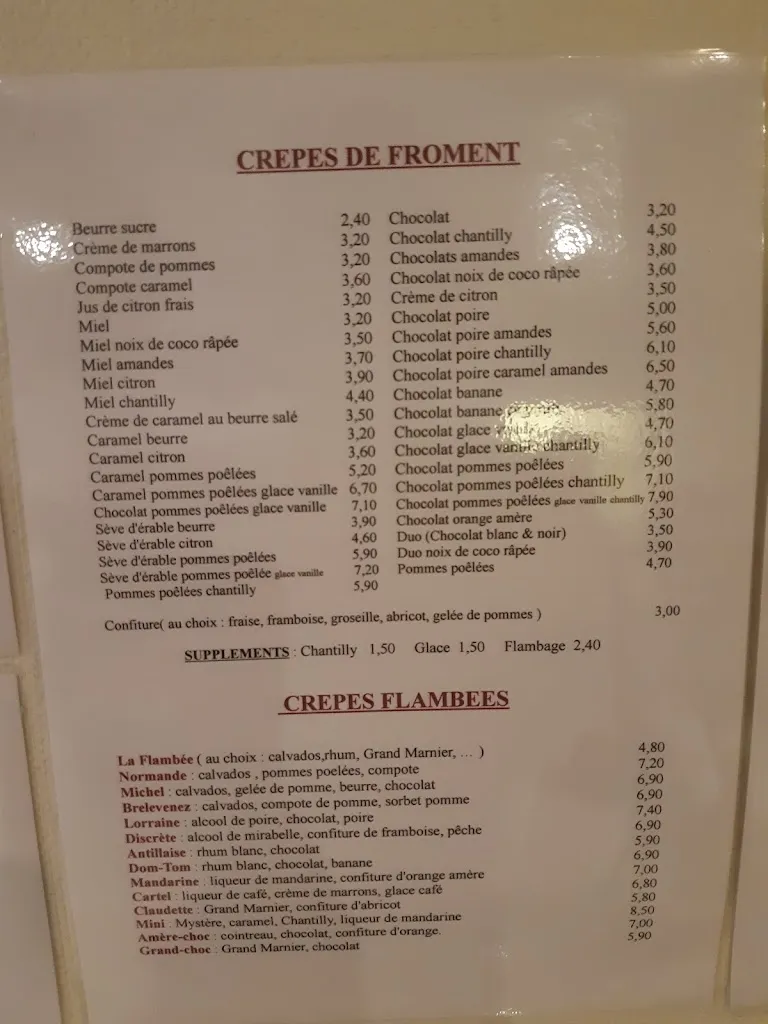 CREPES DE FROMENT
Beurre sucre 2,40
Crème de marrons 3,20
Compote de pommes 3,20
Compote caramel 3,60
Jus de citron frais 3,20
Miel 3,20
Miel noix de coco râpée 3,50
Miel amandes 3,70
Miel citron 3,90
Miel chantilly 4,40
Crème de caramel au beurre salé 3,50
Caramel beurre 3,20
Caramel citron 3,60
Caramel pommes poêlées 5,20
Caramel pommes poêlées glace vanille 6,70
Chocolat pommes poêlées glace vanille 7,10
Sève d'érable beurre 3,90
Sève d'érable citron 4,60
Sève d'érable pommes poêlées 5,90
Sève d'érable pommes poêlée glace vanille 7,20
Pommes poêlées chantilly 5,90
Chocolat 3,20
Chocolat chantilly 4,50
Chocolats amandes 3,80
Chocolat noix de coco râpée 3,60
Crème de citron 3,50
Chocolat poire 5,00
Chocolat poire amandes 5,60
Chocolat poire chantilly 6,10
Chocolat poire caramel amandes 6,50
Chocolat banane 4,70
Chocolat banane 5,80
Chocolat glace 4,70
Chocolat glace vanille chantilly 6,10
Chocolat pommes poêlées 5,90
Chocolat pommes poêlées chantilly 7,10
Chocolat pommes poêlées glace vanille chantilly 7,90
Chocolat orange amère 5,30
Duo (Chocolat blanc & noir) 3,50
Duo noix de coco râpée 3,90
Pommes poêlées 4,70
Confiture( au choix : fraise, framboise, groseille, abricot, gelée de pommes ) 3,00
SUPPLEMENTS : Chantilly 1,50 Glace 1,50 Flambage 2,40
CREPES FLAMBEES
La Flambée ( au choix : calvados,rhum, Grand Marnier, ... ) 4,80
Normande : calvados , pommes poelées, compote 7,20
Michel : calvados, gelée de pomme, beurre, chocolat 6,90
Brelevenez : calvados, compote de pomme, sorbet pomme 6,90
Lorraine : alcool de poire, chocolat, poire 7,40
Discrète : alcool de mirabelle, confiture de framboise, pêche 6,90
Antillaise : rhum blanc, chocolat 5,90
Dom-Tom : rhum blanc, chocolat, banane 6,90
Mandarine : liqueur de mandarine, confiture d'orange amère 7,00
Cartel : liqueur de café, crème de marrons, glace café 6,80
Claudette : Grand Marnier, confiture d'abricot 5,80
Mini : Mystère, caramel, Chantilly, liqueur de mandarine 8,50
Amère-choc : cointreau, chocolat, confiture d'orange. 7,00
Grand-choc : Grand Marnier, chocolat 5,90